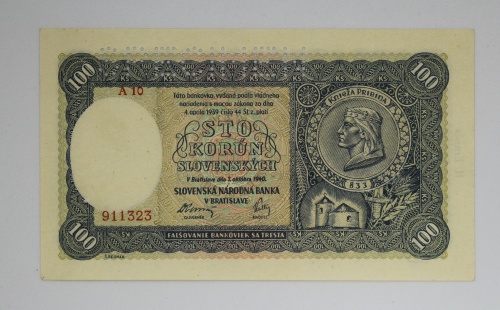 100
A 10
Táto bankovka, vydaná podľa vládneho
nariadenia s mocou zákona zo dňa
4. apríla 1939 číslo 44 Sl. z. platí
STO
KORÚN
SLOVENSKÝCH
V Bratislave dňa 7. októbra 1940.
SLOVENSKÁ NÁRODNÁ BANKA
V BRATISLAVE
911323
KNIEŽA PRIBINA
833
100
100
FALŠOVANIE BANKOVIEK SA TRESTÁ
100